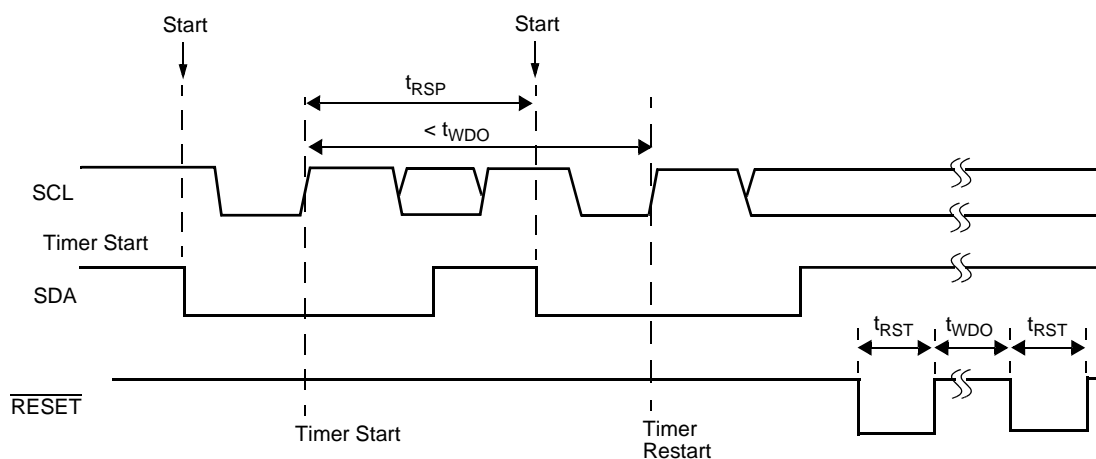 Start
Start
tRSP
< tWDO
SCL
Timer Start
SDA
tRST
tWDO
tRST
RESET
Timer Start
Timer
Restart